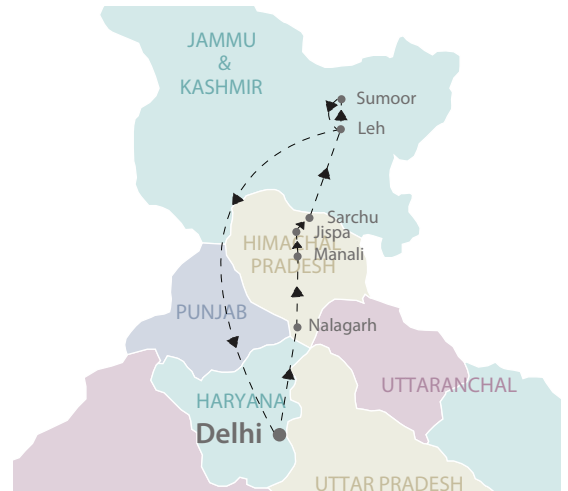 JAMMU
&
KASHMIR
Sumoor
Leh
Sarchu
Jispa
HIMACHAL
PRADESH
Manali
PUNJAB
Nalagarh
UTTARANCHAL
HARYANA
Delhi
UTTAR PRADESH